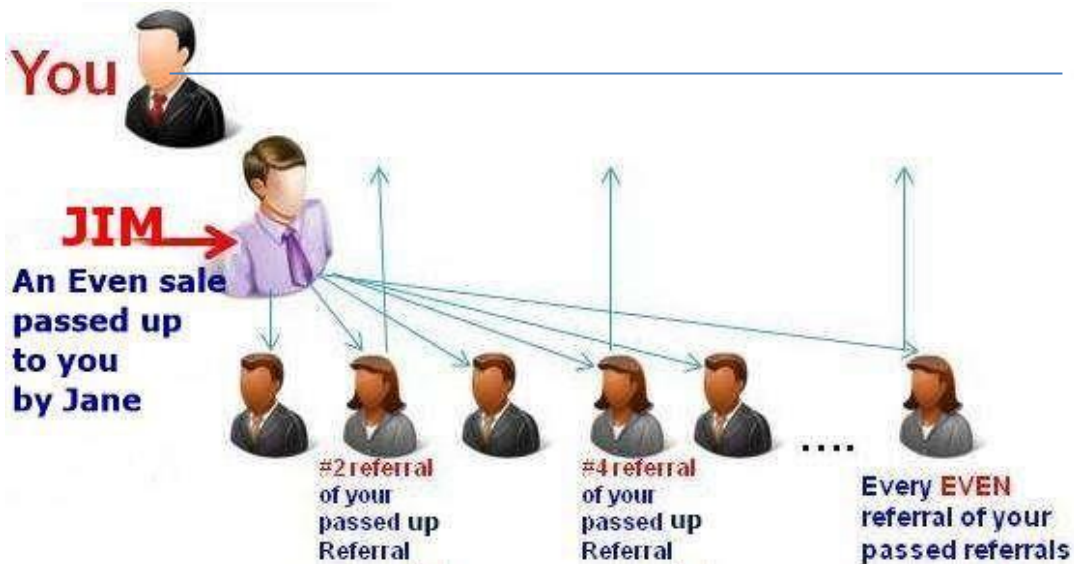 You
JIM
An Even sale
passed up
to you
by Jane
#2 referral
of your
passed up
Referral
#4 referral
of your
passed up
Referral
....
Every EVEN
referral of your
passed referrals